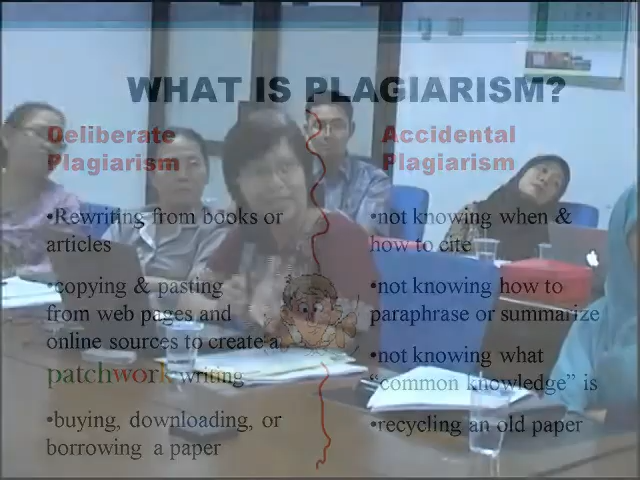 WHAT IS PLAGIARISM?
Deliberate
Plagiarism
•Rewriting from books or
articles
•copying & pasting
from web pages and
online sources to create a
patchwork writing
•buying, downloading, or
borrowing a paper
Accidental
Plagiarism
•not knowing when &
how to cite
•not knowing how to
paraphrase or summarize
•not knowing what
“common knowledge” is
•recycling an old paper